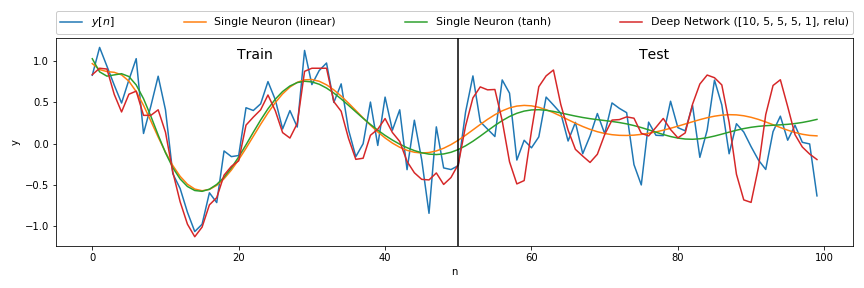 y[n] Single Neuron (linear) Single Neuron (tanh) Deep Network ([10, 5, 5, 5, 1], relu)
Train Test
1.0
0.5
0.0
−0.5
−1.0
y
0 20 40 60 80 100
n